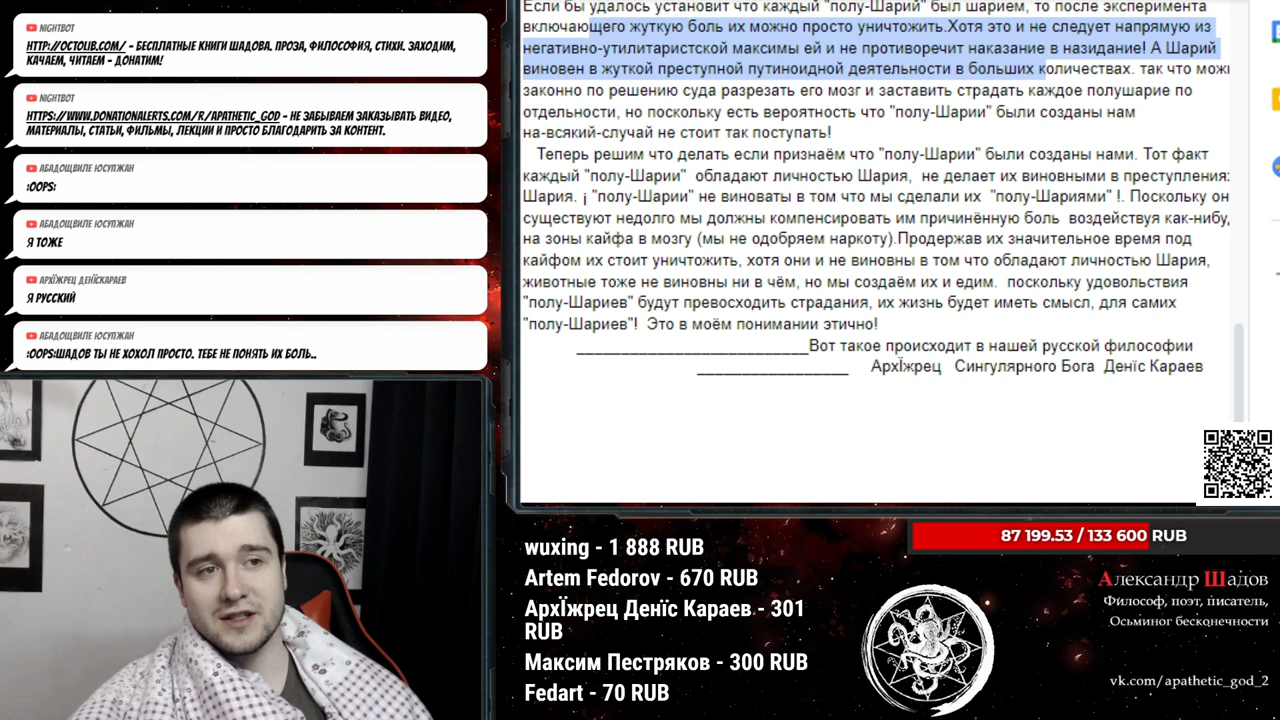 NIGHTBOT
HTTP://OCTOLIB.COM/ - БЕСПЛАТНЫЕ КНИГИ ШАДОВА. ПРОЗА, ФИЛОСОФИЯ, СТИХИ. ЗАХОДИМ,
КАЧАЕМ, ЧИТАЕМ - ДОНАТИМ!
NIGHTBOT
HTTPS://WWW.DONATIONALERTS.COM/R/APATHETIC_GOD - НЕ ЗАБЫВАЕМ ЗАКАЗЫВАТЬ ВИДЕО,
МАТЕРИАЛЫ, СТАТЬИ, ФИЛЬМЫ, ЛЕКЦИИ И ПРОСТО БЛАГОДАРИТЬ ЗА КОНТЕНТ.
АБАДОЩВИЛЕ ЮСУПЖАН
:OOPS:
АБАДОЩВИЛЕ ЮСУПЖАН
Я ТОЖЕ
АРХЇЖРЕЦ ДЕНЇСКАРАЕВ
Я РУССКИЙ
АБАДОЩВИЛЕ ЮСУПЖАН
:OOPS:ШАДОВ ТЫ НЕ ХОХОЛ ПРОСТО. ТЕБЕ НЕ ПОНЯТЬ ИХ БОЛЬ..
Если бы удалось установит что каждый "полу-Шарий" был шарием, то после эксперимента
включающего жуткую боль их можно просто уничтожить.Хотя это и не следует напрямую из
негативно-утилитаристской максимы ей и не противоречит наказание в назидание! А Шарий
виновен в жуткой преступной путиноидной деятельности в больших количествах. так что можн
законно по решению суда разрезать его мозг и заставить страдать каждое полушарие по
отдельности, но поскольку есть вероятность что "полу-Шарии" были созданы нам
на-всякий-случай не стоит так поступать!
Теперь решим что делать если признаём что "полу-Шарии" были созданы нами. Тот факт
каждый "полу-Шарии" обладают личностью Шария, не делает их виновными в преступления:
Шария. ¡ "полу-Шарии" не виноваты в том что мы сделали их "полу-Шариями" !. Поскольку он
существуют недолго мы должны компенсировать им причинённую боль воздействуя как-нибу,
на зоны кайфа в мозгу (мы не одобряем наркоту).Продержав их значительное время под
кайфом их стоит уничтожить, хотя они и не виновны в том что обладают личностью Шария,
животные тоже не виновны ни в чём, но мы создаём их и едим. поскольку удовольствия
"полу-Шариев" будут превосходить страдания, их жизнь будет иметь смысл, для самих
"полу-Шариев"! Это в моём понимании этично!
__________________________Вот такое происходит в нашей русской философии
_________________ АрхЇжрец Сингулярного Бога Денїс Караев
87 199.53 / 133 600 RUB
wuxing - 1 888 RUB
Artem Fedorov - 670 RUB
АрхЇжрец Денїс Караев - 301
RUB
Максим Пестряков - 300 RUB
Fedart - 70 RUB
Александр Шадов
Философ, поэт, писатель,
Осьминог бесконечности
vk.com/apathetic_god_2